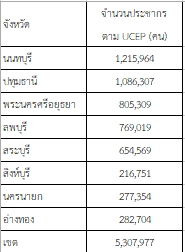 จังหวัด จำนวนประชากร
ตาม UCEP (คน)
นนทบุรี 1,215,964
ปทุมธานี 1,086,307
พระนครศรีอยุธยา 805,309
ลพบุรี 769,019
สระบุรี 654,569
สิงห์บุรี 216,751
นครนายก 277,354
อ่างทอง 282,704
เขต 5,307,977